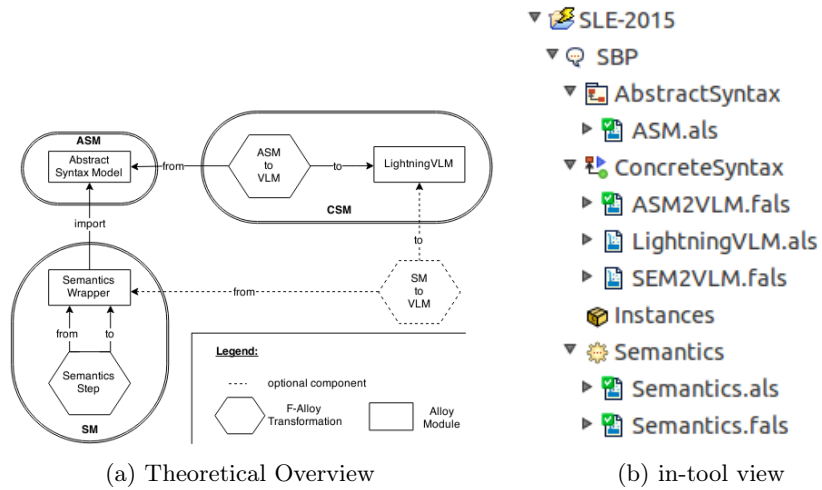 ASM
Abstract
Syntax Model
from
ASM
to
VLM
to
LightningVLM
CSM
import
to
Semantics
Wrapper
from
SM
to
VLM
from
to
Semantics
Step
SM
Legend:
optional component
F-Alloy
Transformation
Alloy
Module
(a) Theoretical Overview
SLE-2015
SBP
AbstractSyntax
ASM.als
ConcreteSyntax
ASM2VLM.fals
LightningVLM.als
SEM2VLM.fals
Instances
Semantics
Semantics.als
Semantics.fals
(b) in-tool view